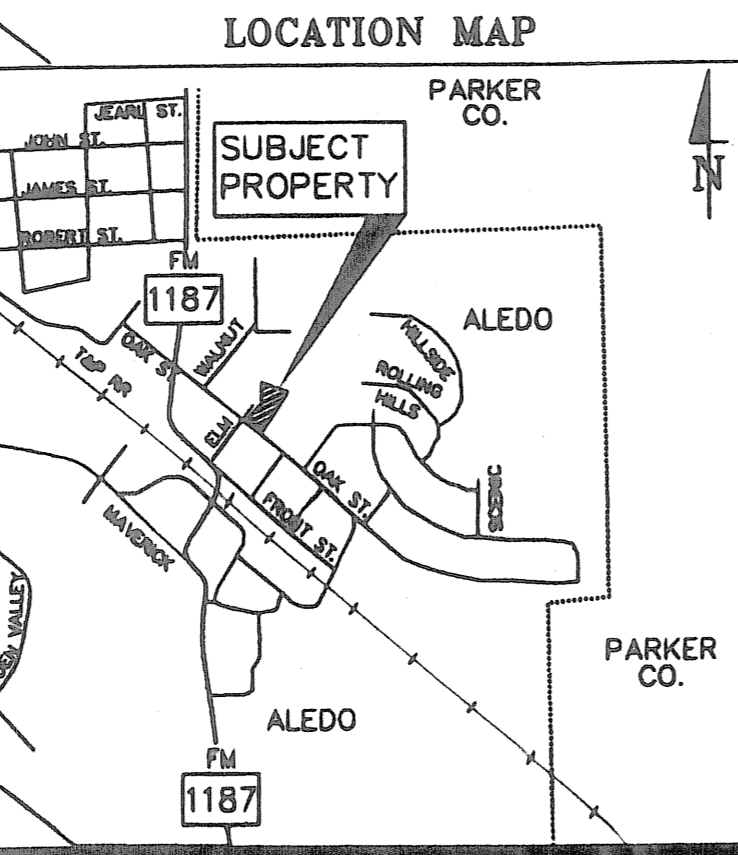 LOCATION MAP
PARKER
CO.
JEARL ST.
JOHN ST.
SUBJECT
PROPERTY
N
JAMES ST.
ROBERT ST.
FM
1187
ALEDO
WALNUT
OAK ST.
HILLSIDE
T&P RR
ROLLING
HILLS
ELM
OAK ST.
FRONT ST.
MAVERICK
PARKER
CO.
ALEDO
FM
1187